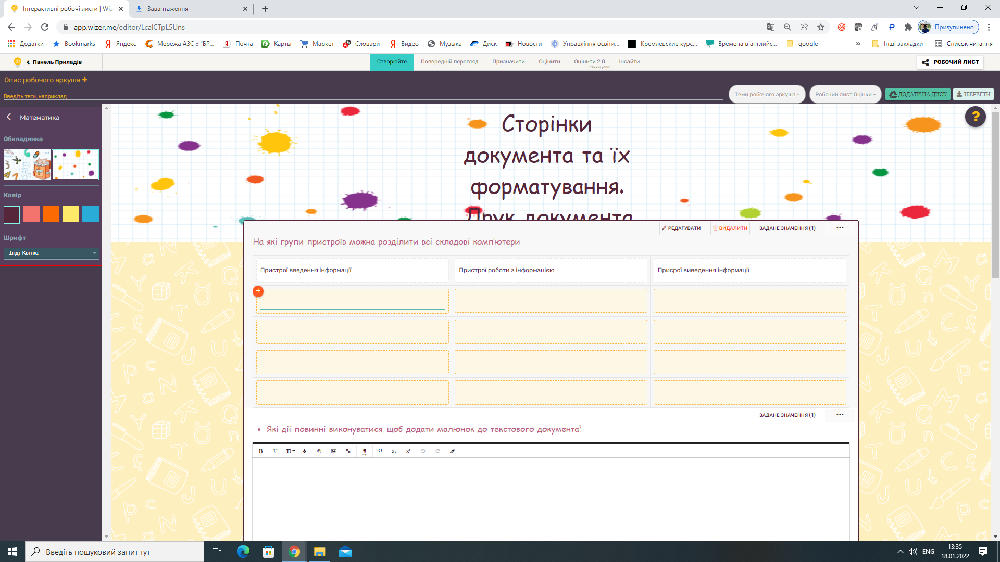 Інтерактивні робочі листи | Wiz
Завантаження
app.wizer.me/editor/LcaICTpL5Uns
Призупинено
Додатки
Bookmarks
Яндекс
Мережа АЗС :: "БР...
Почта
Карты
Маркет
Словари
Видео
Музыка
Диск
Новости
Управління освіти...
Кремлевские курс...
Времена в английс...
google
»
Інші закладки
Список читання
Панель Приладів
Створюйте
Попередній перегляд
Призначити
Оцінити
Оцінити 2.0
Ранній успіх
Інсайти
РОБОЧИЙ ЛИСТ
Опис робочого аркуша
Введіть теги, наприклад
Теми робочого аркуша
Робочий лист Оцінки
ДОДАТИ НА ДИСК
ЗБЕРЕГТИ
Математика
Обкладинка
Колір
Шрифт
Інді Квітка
?
Сторінки
документа та їх
форматування.
Друк документа
РЕДАГУВАТИ
ВИДАЛИТИ
ЗАДАНЕ ЗНАЧЕННЯ (1)
На які групи пристроїв можна розділити всі складові комп'ютери:
Пристрої введення інформації
Пристрої роботи з інформацією
Присрої виведення інформації
ЗАДАНЕ ЗНАЧЕННЯ (1)
• Які дії повинні виконуватися, щоб додати малюнок до текстового документа?
B U T Ω x₂ x²
Введіть пошуковий запит тут
ENG
13:35
18.01.2022